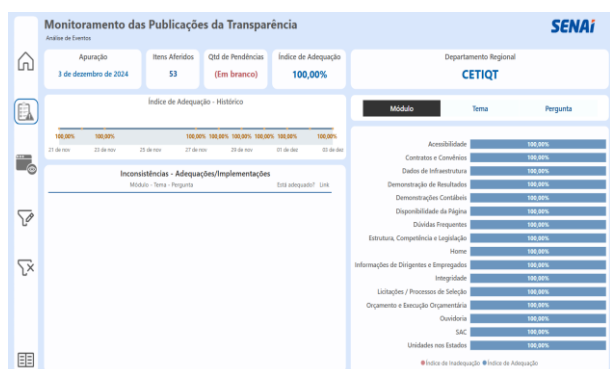 Monitoramento das Publicações da Transparência
Análise de Eventos
SENAI
Apuração
3 de dezembro de 2024
Itens Aferidos
53
Qtd de Pendências
(Em branco)
Índice de Adequação
100,00%
Departamento Regional
CETIQT
Índice de Adequação - Histórico
100,00% 100,00% 100,00% 100,00% 100,00% 100,00% 100,00%
21 de nov 23 de nov 25 de nov 27 de nov 29 de nov 01 de dez 03 de dez
Inconsistências - Adequações/Implementações
Módulo - Tema - Pergunta Está adequado? Link
Módulo Tema Pergunta
Acessibilidade 100,00%
Contratos e Convênios 100,00%
Dados de Infraestrutura 100,00%
Demonstração de Resultados 100,00%
Demonstrações Contábeis 100,00%
Disponibilidade da Página 100,00%
Dúvidas Frequentes 100,00%
Estrutura, Competência e Legislação 100,00%
Home 100,00%
Informações de Dirigentes e Empregados 100,00%
Integridade 100,00%
Licitações / Processos de Seleção 100,00%
Orçamento e Execução Orçamentária 100,00%
Ouvidoria 100,00%
SAC 100,00%
Unidades nos Estados 100,00%
Índice de Inadequação Índice de Adequação